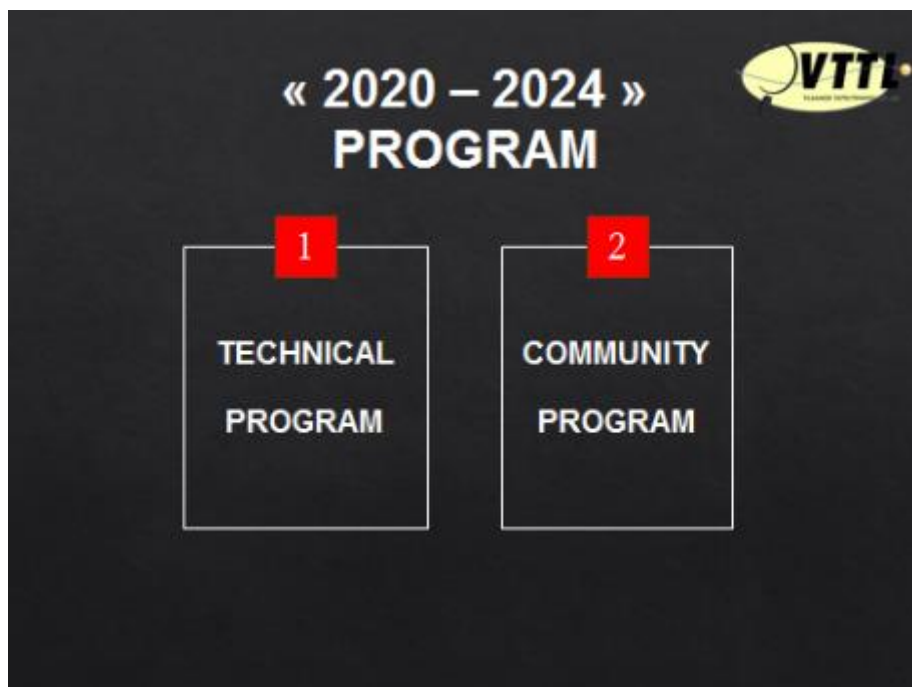 « 2020 – 2024 »
PROGRAM
VTTL
1
TECHNICAL
PROGRAM
2
COMMUNITY
PROGRAM